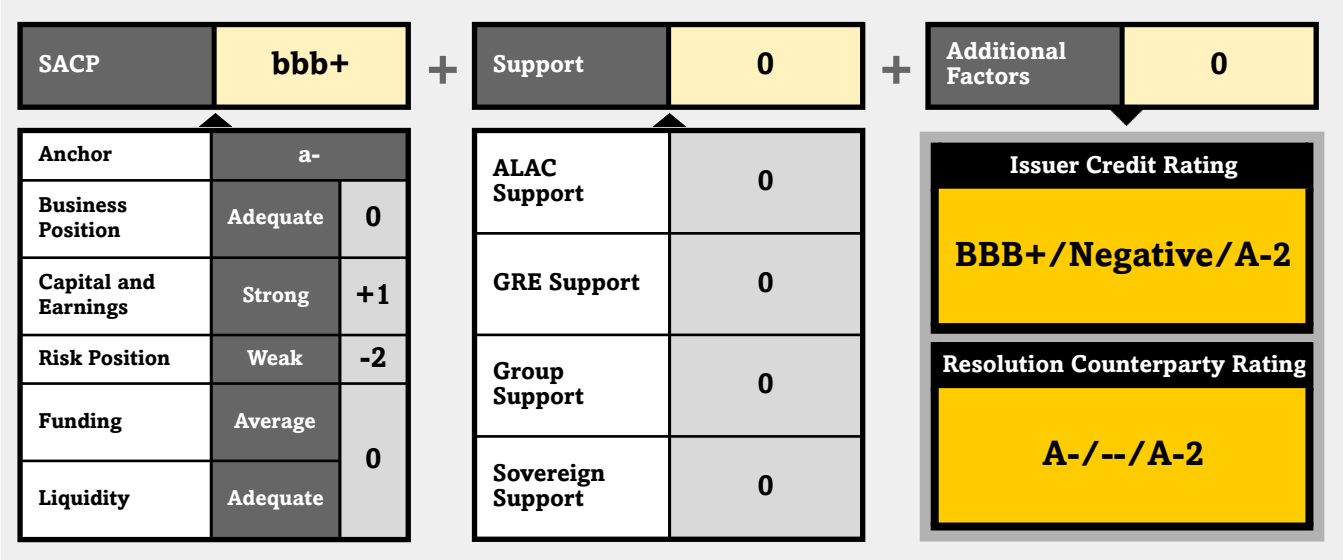 SACP
bbb+
+
Support
0
+
Additional
Factors
0
Anchor
a-
Business
Position
Adequate
0
Capital and
Earnings
Strong
+1
Risk Position
Weak
-2
Funding
Average
Liquidity
Adequate
0
ALAC
Support
0
GRE Support
0
Group
Support
0
Sovereign
Support
0
Issuer Credit Rating
BBB+/Negative/A-2
Resolution Counterparty Rating
A-/--/A-2